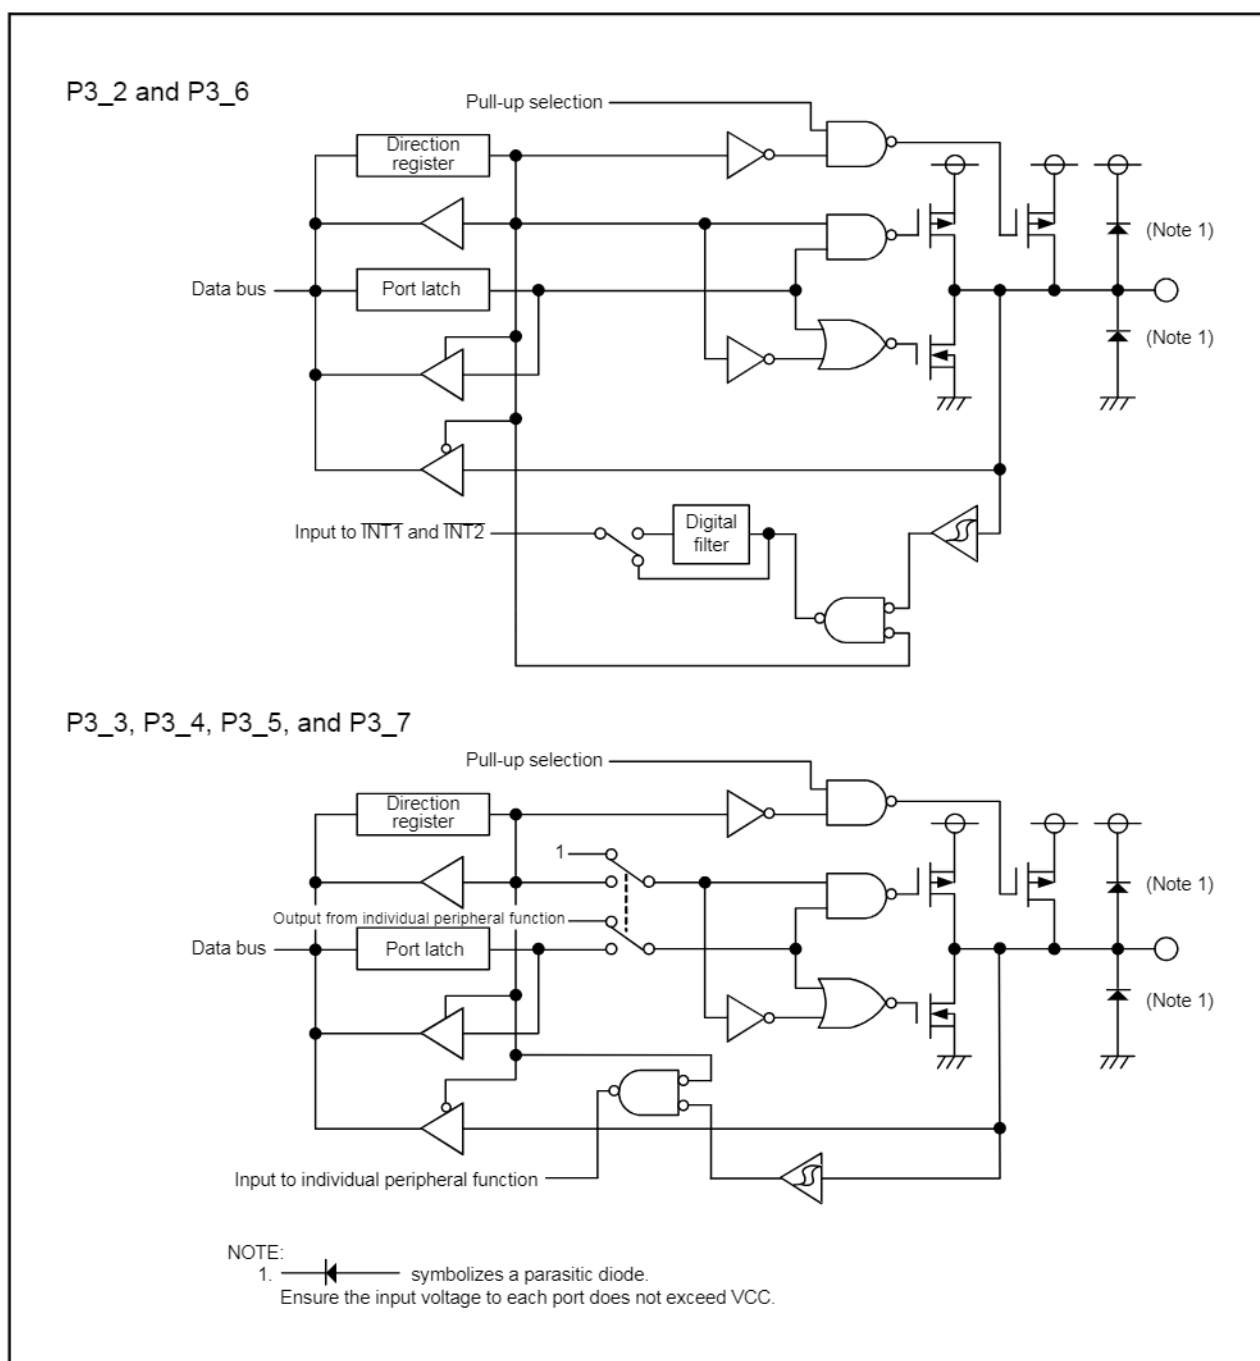 P3_2 and P3_6
Pull-up selection
Direction
register
(Note 1)
Data bus
Port latch
(Note 1)
Input to I̅N̅T̅1̅ and I̅N̅T̅2̅
Digital
filter
P3_3, P3_4, P3_5, and P3_7
Pull-up selection
Direction
register
1
(Note 1)
Output from individual peripheral function
Data bus
Port latch
(Note 1)
Input to individual peripheral function
NOTE:
1. symbolizes a parasitic diode.
Ensure the input voltage to each port does not exceed VCC.